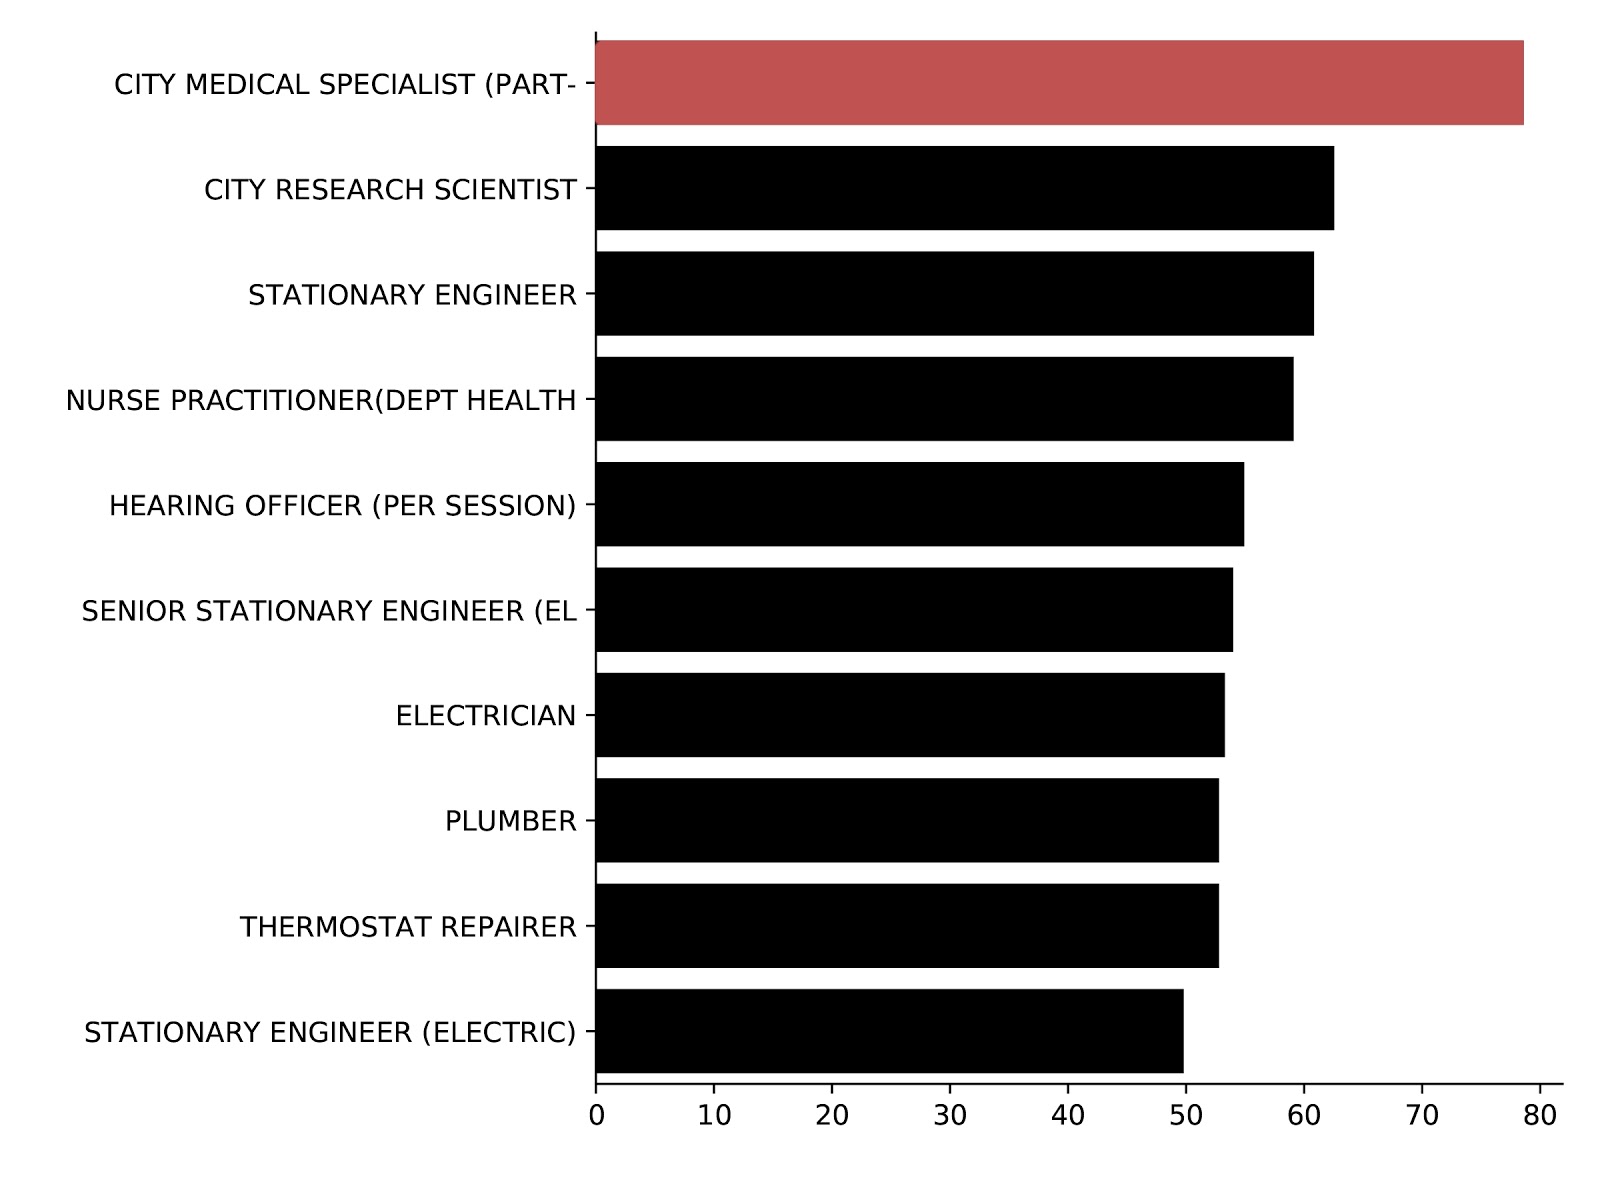 CITY MEDICAL SPECIALIST (PART-
CITY RESEARCH SCIENTIST
STATIONARY ENGINEER
NURSE PRACTITIONER(DEPT HEALTH
HEARING OFFICER (PER SESSION)
SENIOR STATIONARY ENGINEER (EL
ELECTRICIAN
PLUMBER
THERMOSTAT REPAIRER
STATIONARY ENGINEER (ELECTRIC)
0 10 20 30 40 50 60 70 80